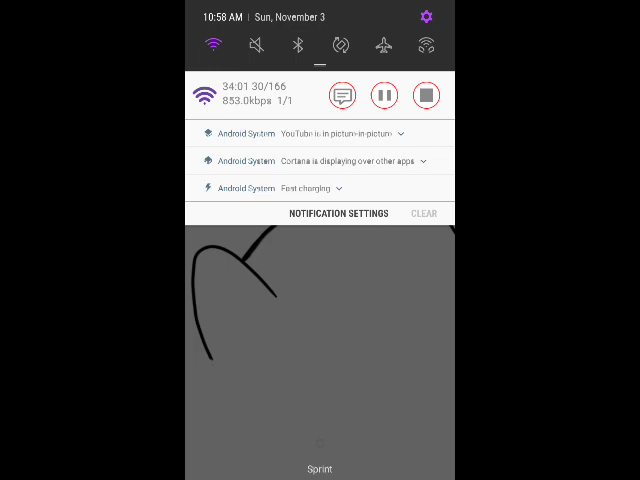 10:58 AM | Sun, November 3
34:01 30/166
853.0kbps 1/1
Android System YouTube is in picture-in-picture
Android System Cortana is displaying over other apps
Android System Fast charging
NOTIFICATION SETTINGS CLEAR
Sprint